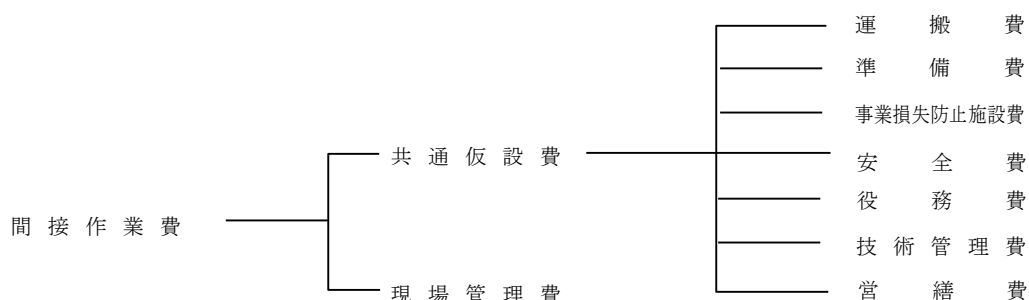 運搬費
準備費
事業損失防止施設費
共通仮設費
安全費
役務費
間接作業費
技術管理費
現場管理費
営繕費